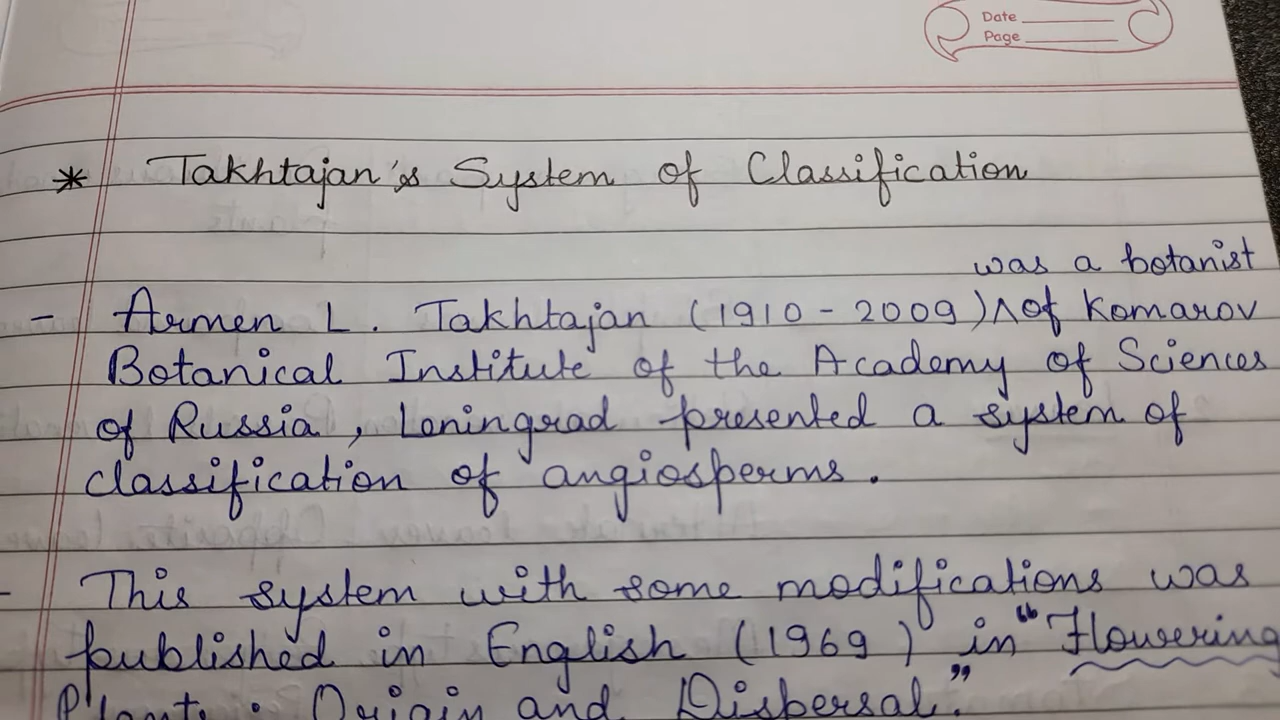 Date
Page
* Takhtajan's System of Classification
was a botanist
- Armen L. Takhtajan (1910 - 2009) ∧ of Komarov
Botanical Institute of the Academy of Sciences
of Russia, Leningrad presented a system of
classification of angiosperms.
- This system with some modifications was
published in English (1969) in "Flowering
Plants: Origin and Dispersal."